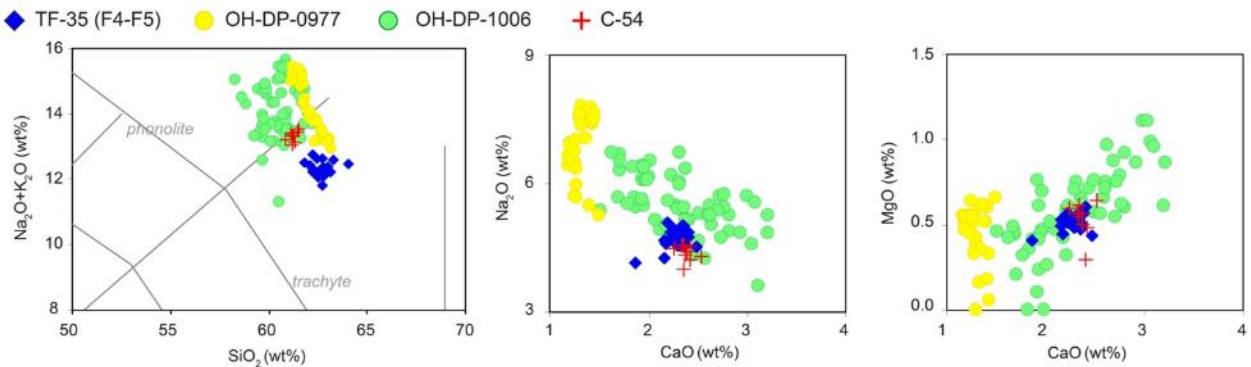 TF-35 (F4-F5) OH-DP-0977 OH-DP-1006 C-54
16
14
12
10
8
Na₂O+K₂O (wt%)
phonolite
trachyte
50 55 60 65 70
SiO₂ (wt%)
9
6
3
Na₂O (wt%)
1 2 3 4
CaO (wt%)
1.5
1.0
0.5
0.0
MgO (wt%)
1 2 3 4
CaO (wt%)